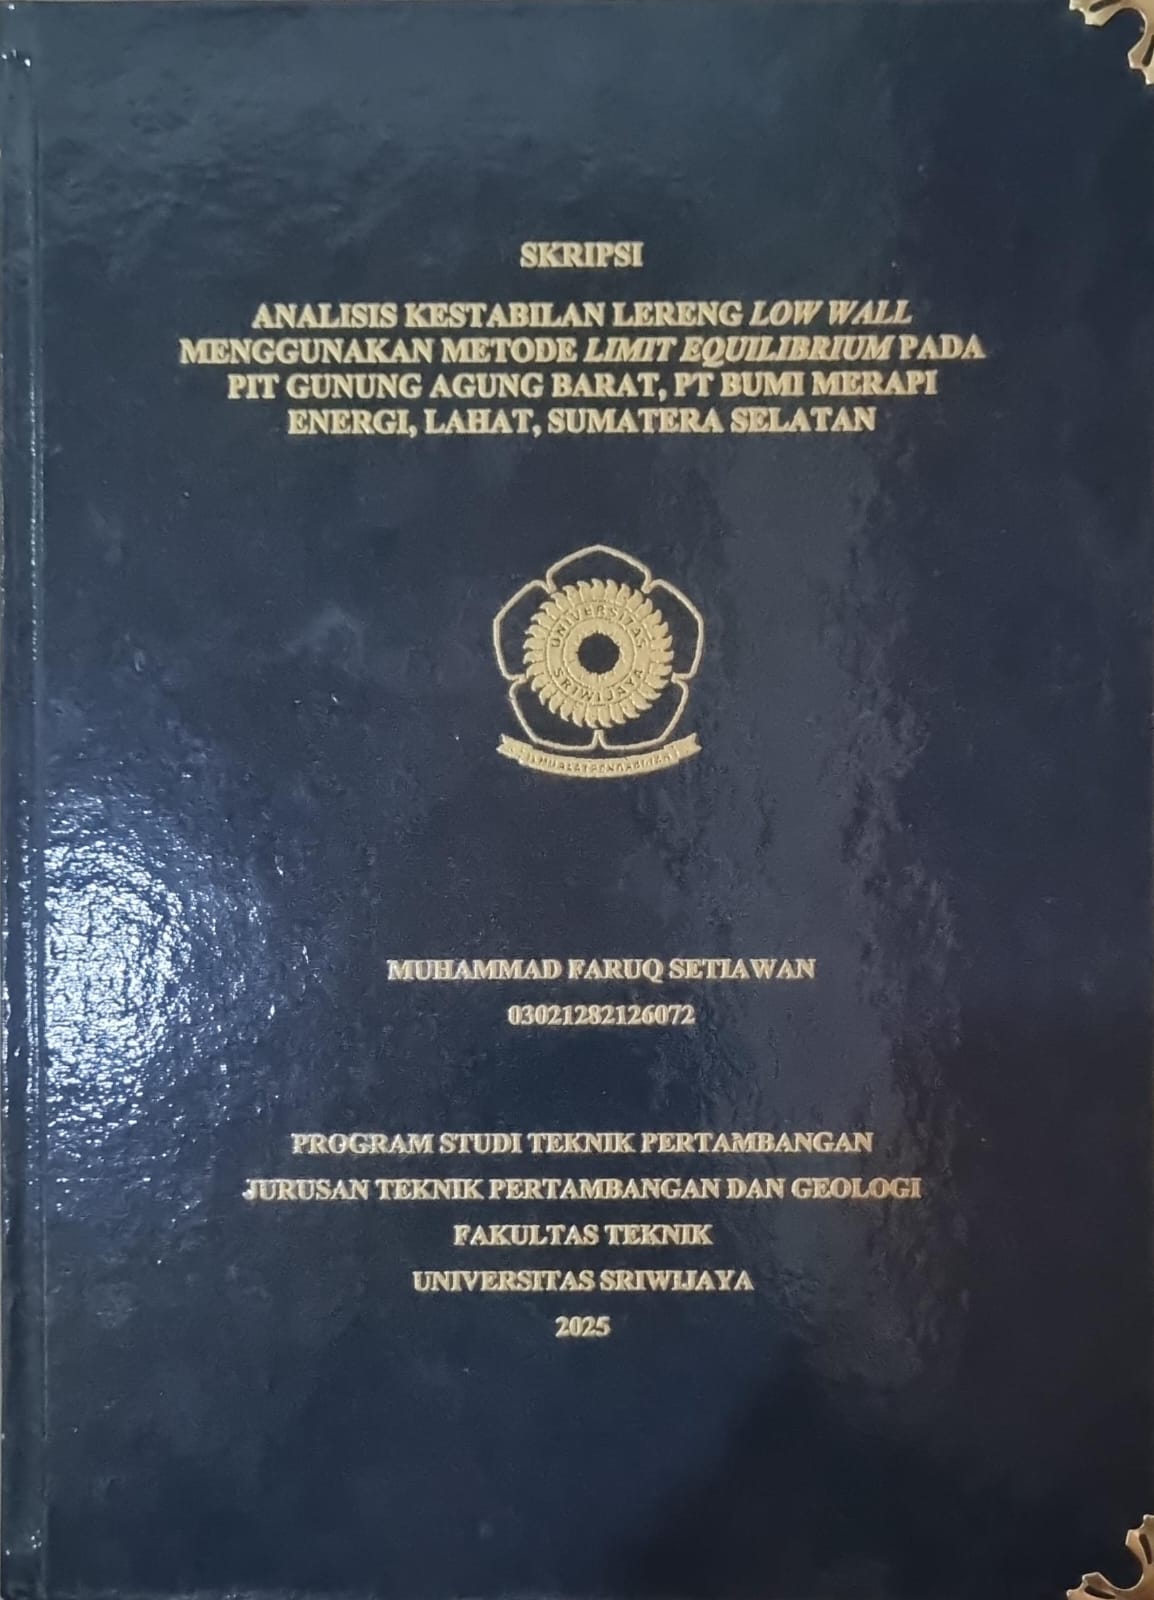 SKRIPSI
ANALISIS KESTABILAN LERENG LOW WALL
MENGGUNAKAN METODE LIMIT EQUILIBRIUM PADA
PIT GUNUNG AGUNG BARAT, PT BUMI MERAPI
ENERGI, LAHAT, SUMATERA SELATAN
UNIVERSITAS
SRIWIJAYA
MUHAMMAD FARUQ SETIAWAN
03021282126072
PROGRAM STUDI TEKNIK PERTAMBANGAN
JURUSAN TEKNIK PERTAMBANGAN DAN GEOLOGI
FAKULTAS TEKNIK
UNIVERSITAS SRIWIJAYA
2025